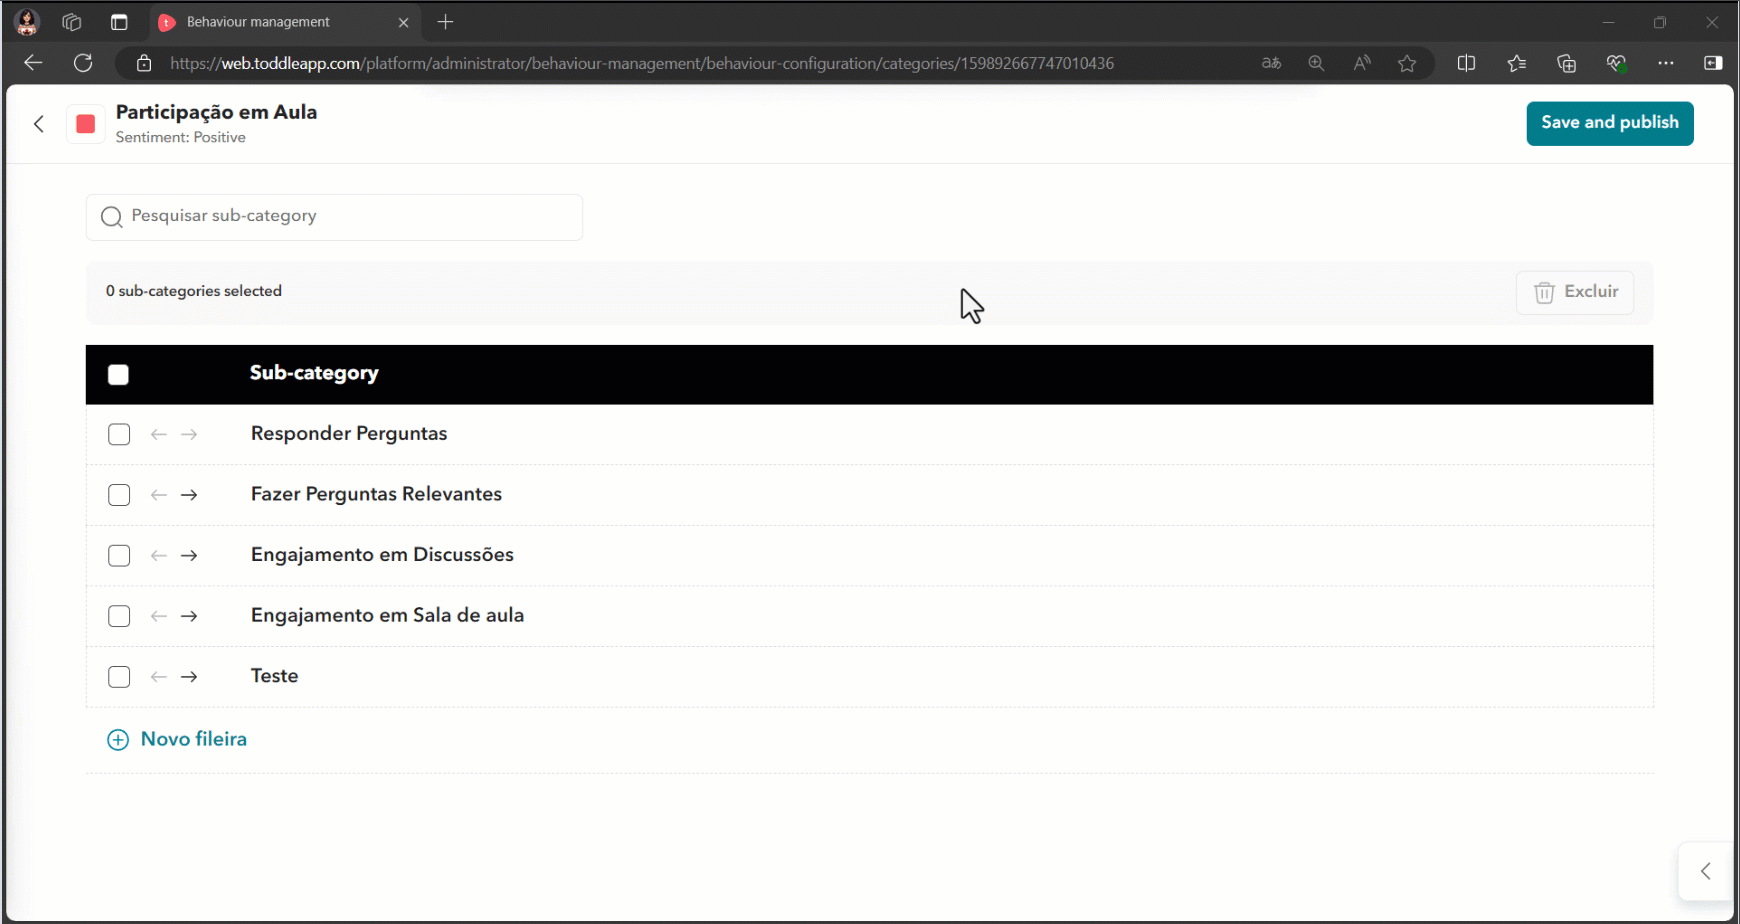 Behaviour management
https://web.toddleapp.com/platform/administrator/behaviour-management/behaviour-configuration/categories/159892667747010436
Participação em Aula
Sentiment: Positive
Save and publish
Pesquisar sub-category
0 sub-categories selected
Excluir
Sub-category
Responder Perguntas
Fazer Perguntas Relevantes
Engajamento em Discussões
Engajamento em Sala de aula
Teste
Novo fileira